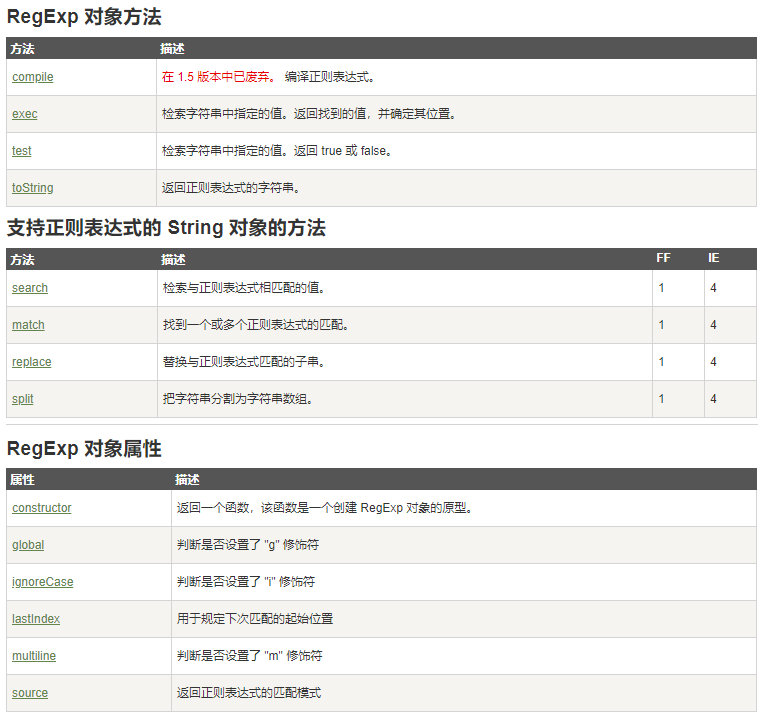 RegExp 对象方法
方法 描述
compile 在 1.5 版本中已废弃。 编译正则表达式。
exec 检索字符串中指定的值。返回找到的值，并确定其位置。
test 检索字符串中指定的值。返回 true 或 false。
toString 返回正则表达式的字符串。
支持正则表达式的 String 对象的方法
方法 描述 FF IE
search 检索与正则表达式相匹配的值。 1 4
match 找到一个或多个正则表达式的匹配。 1 4
replace 替换与正则表达式匹配的子串。 1 4
split 把字符串分割为字符串数组。 1 4
RegExp 对象属性
属性 描述
constructor 返回一个函数，该函数是一个创建 RegExp 对象的原型。
global 判断是否设置了 "g" 修饰符
ignoreCase 判断是否设置了 "i" 修饰符
lastIndex 用于规定下次匹配的起始位置
multiline 判断是否设置了 "m" 修饰符
source 返回正则表达式的匹配模式